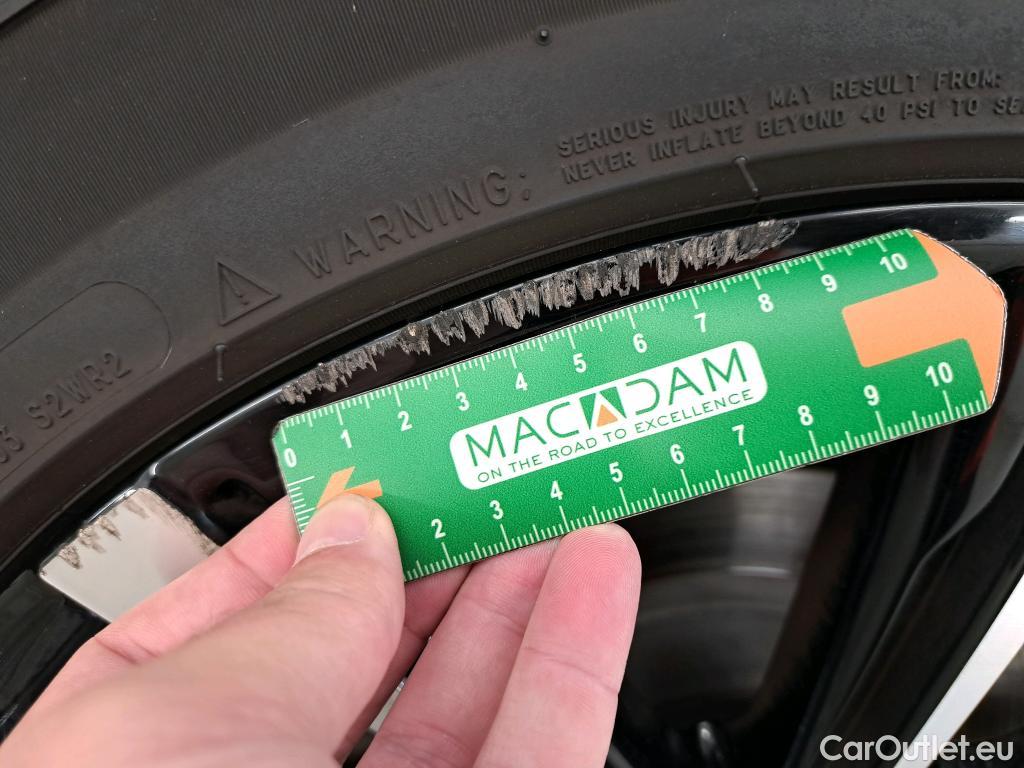 SERIOUS INJURY MAY RESULT FROM:
NEVER INFLATE BEYOND 40 PSI TO
WARNING:
S2WR2
0 1 2 3 4 5 6 7 8 9 10
MACADAM
ON THE ROAD TO EXCELLENCE
2 3 4 5 6 7 8 9 10
CarOutlet.eu